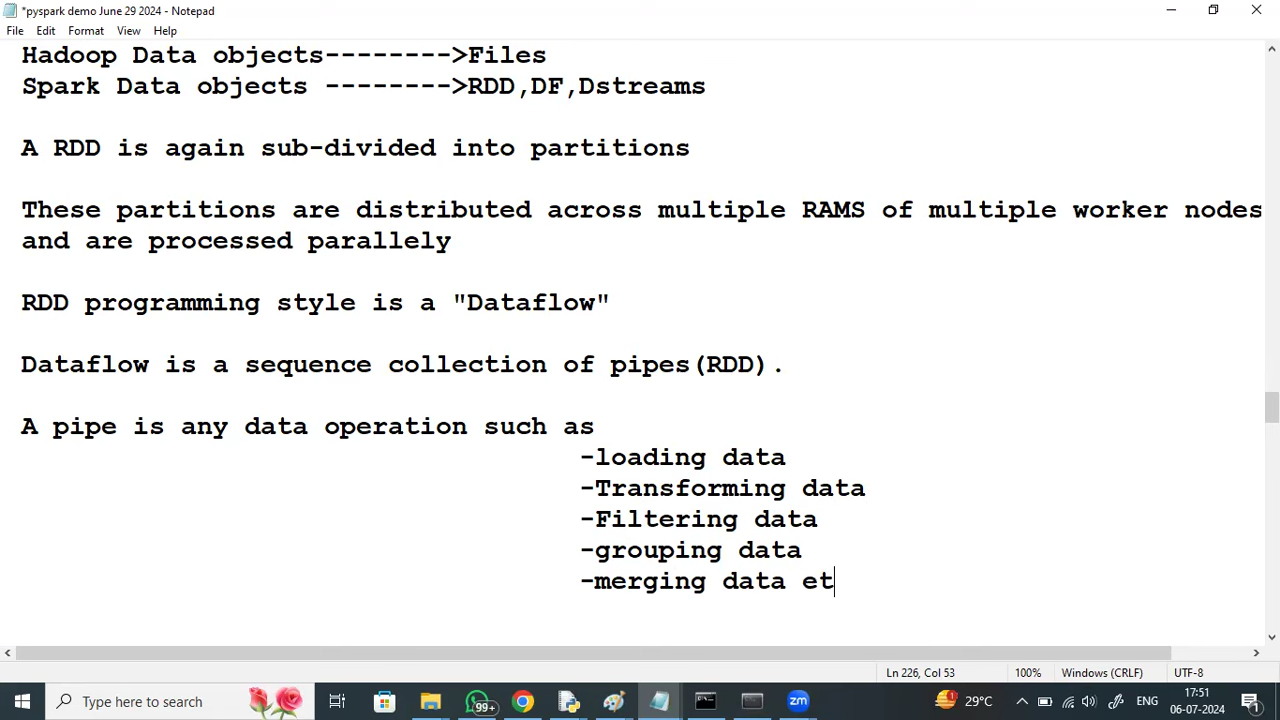 *pyspark demo June 29 2024 - Notepad
File Edit Format View Help
Hadoop Data objects-------->Files
Spark Data objects -------->RDD,DF,Dstreams
A RDD is again sub-divided into partitions
These partitions are distributed across multiple RAMS of multiple worker nodes
and are processed parallely
RDD programming style is a "Dataflow"
Dataflow is a sequence collection of pipes(RDD).
A pipe is any data operation such as
-loading data
-Transforming data
-Filtering data
-grouping data
-merging data et
Ln 226, Col 53 100% Windows (CRLF) UTF-8
Type here to search
99+
zm
29°C
ENG
17:51
06-07-2024
1